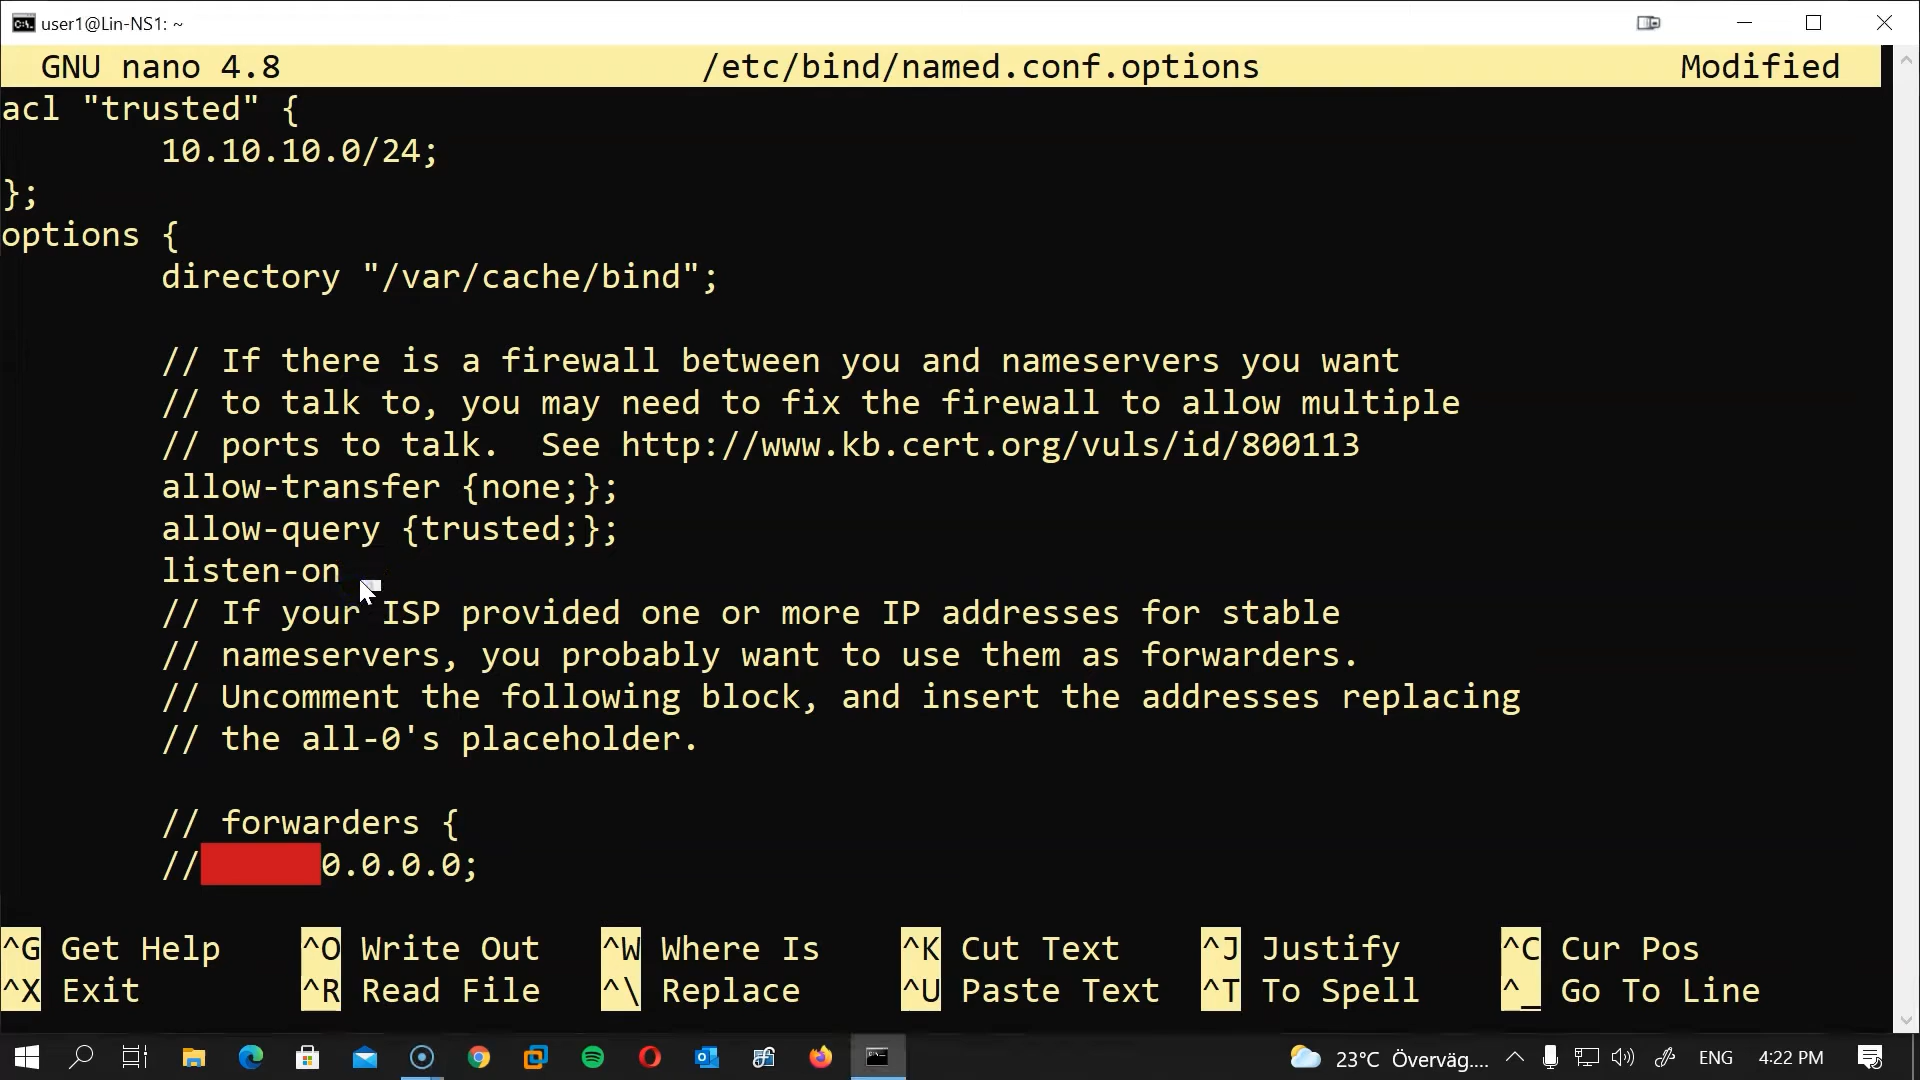 user1@Lin-NS1: ~
GNU nano 4.8 /etc/bind/named.conf.options Modified
acl "trusted" {
10.10.10.0/24;
};
options {
directory "/var/cache/bind";
// If there is a firewall between you and nameservers you want
// to talk to, you may need to fix the firewall to allow multiple
// ports to talk.  See http://www.kb.cert.org/vuls/id/800113
allow-transfer {none;};
allow-query {trusted;};
listen-on
// If your ISP provided one or more IP addresses for stable
// nameservers, you probably want to use them as forwarders.
// Uncomment the following block, and insert the addresses replacing
// the all-0's placeholder.
// forwarders {
//      0.0.0.0;
^G Get Help ^O Write Out ^W Where Is ^K Cut Text ^J Justify ^C Cur Pos
^X Exit ^R Read File ^\ Replace ^U Paste Text ^T To Spell ^_ Go To Line
23°C Överväg.... ENG 4:22 PM